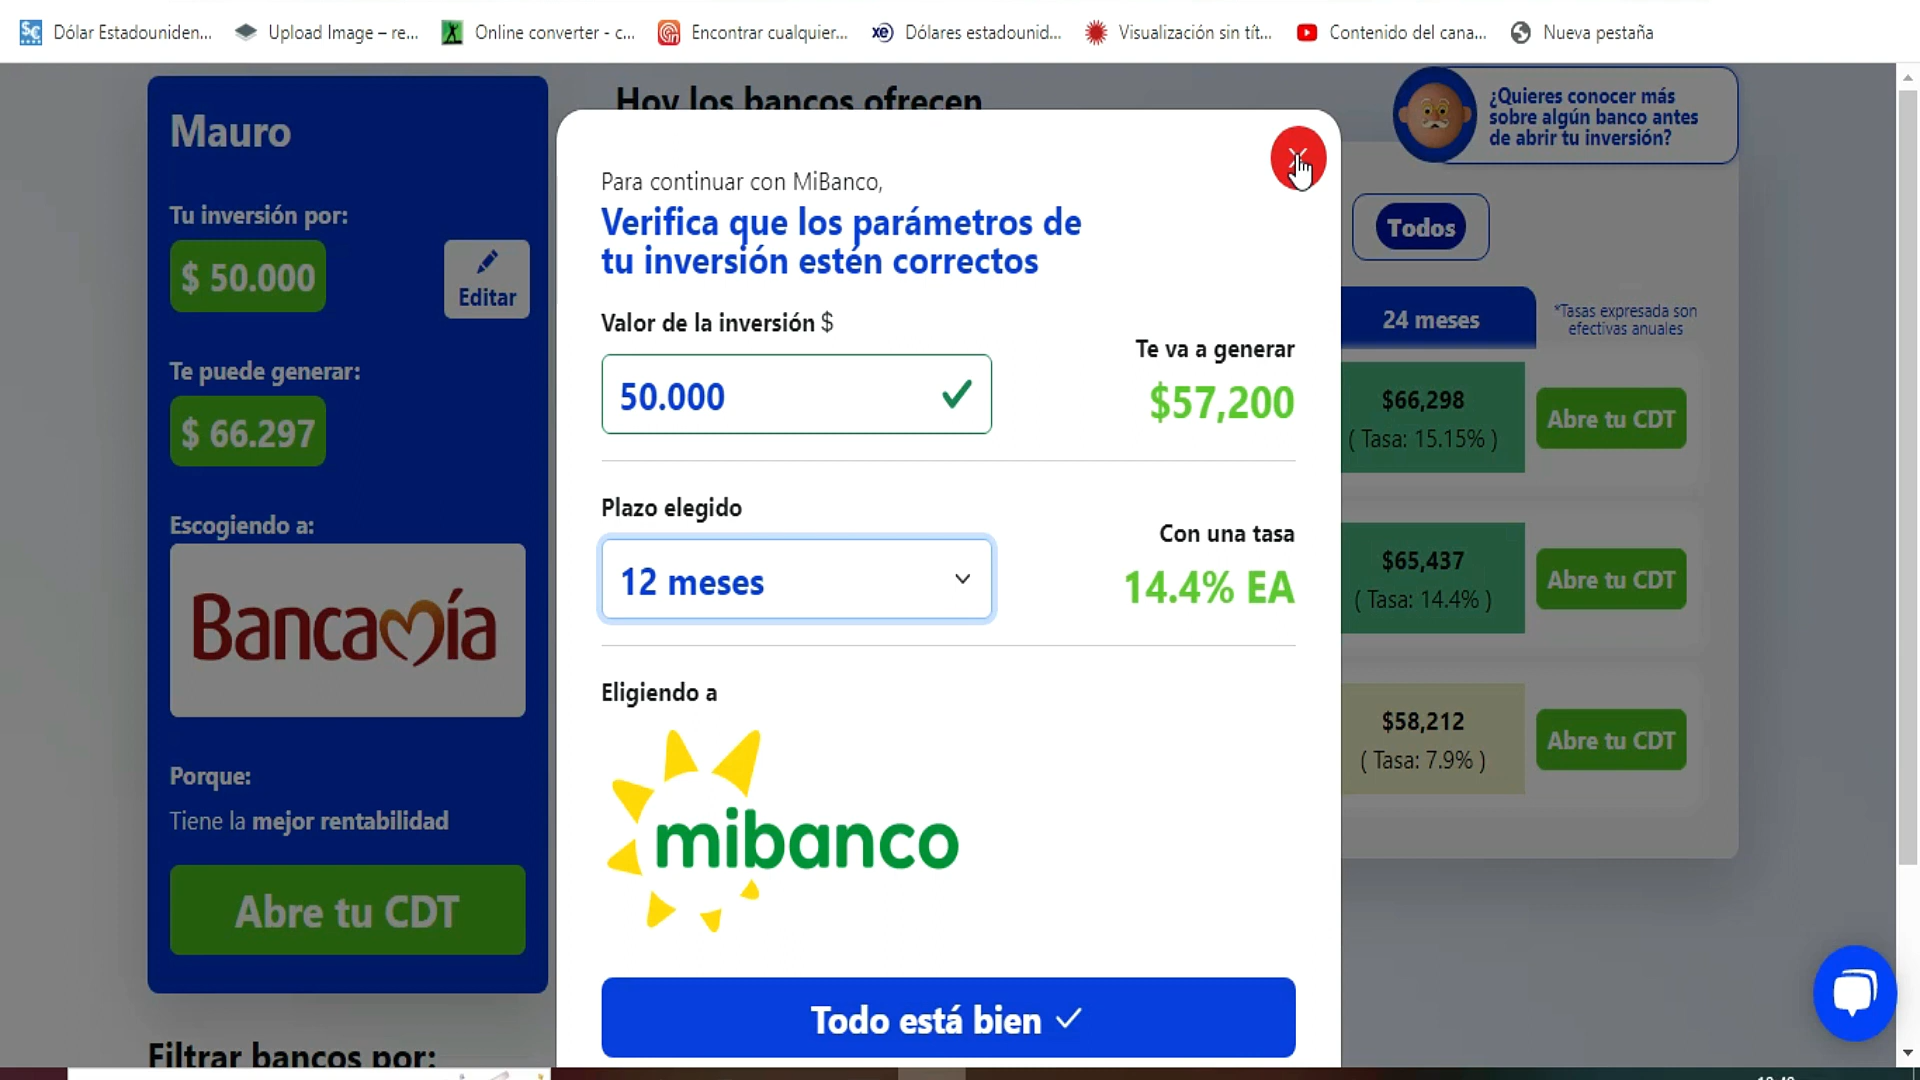 Dólar Estadouniden... Upload Image – re... Online converter - c... Encontrar cualquier... Dólares estadounid... Visualización sin tít... Contenido del cana... Nueva pestaña
Mauro
Tu inversión por:
$ 50.000
Editar
Te puede generar:
$ 66.297
Escogiendo a:
Bancamía
Porque:
Tiene la mejor rentabilidad
Abre tu CDT
Filtrar bancos por:
Hoy los bancos ofrecen
Para continuar con MiBanco,
Verifica que los parámetros de
tu inversión estén correctos
Valor de la inversión $
50.000
Te va a generar
$57,200
Plazo elegido
12 meses
Con una tasa
14.4% EA
Eligiendo a
mibanco
Todo está bien
¿Quieres conocer más
sobre algún banco antes
de abrir tu inversión?
Todos
24 meses
*Tasas expresada son
efectivas anuales
$66,298
( Tasa: 15.15% )
Abre tu CDT
$65,437
( Tasa: 14.4% )
Abre tu CDT
$58,212
( Tasa: 7.9% )
Abre tu CDT